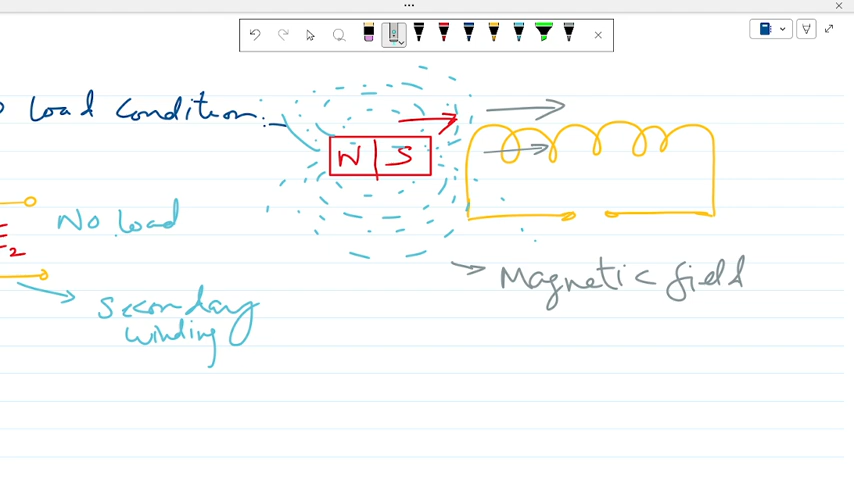 Load Condition:-
N S
No Load
E2
Magnetic field
Secondary
Winding